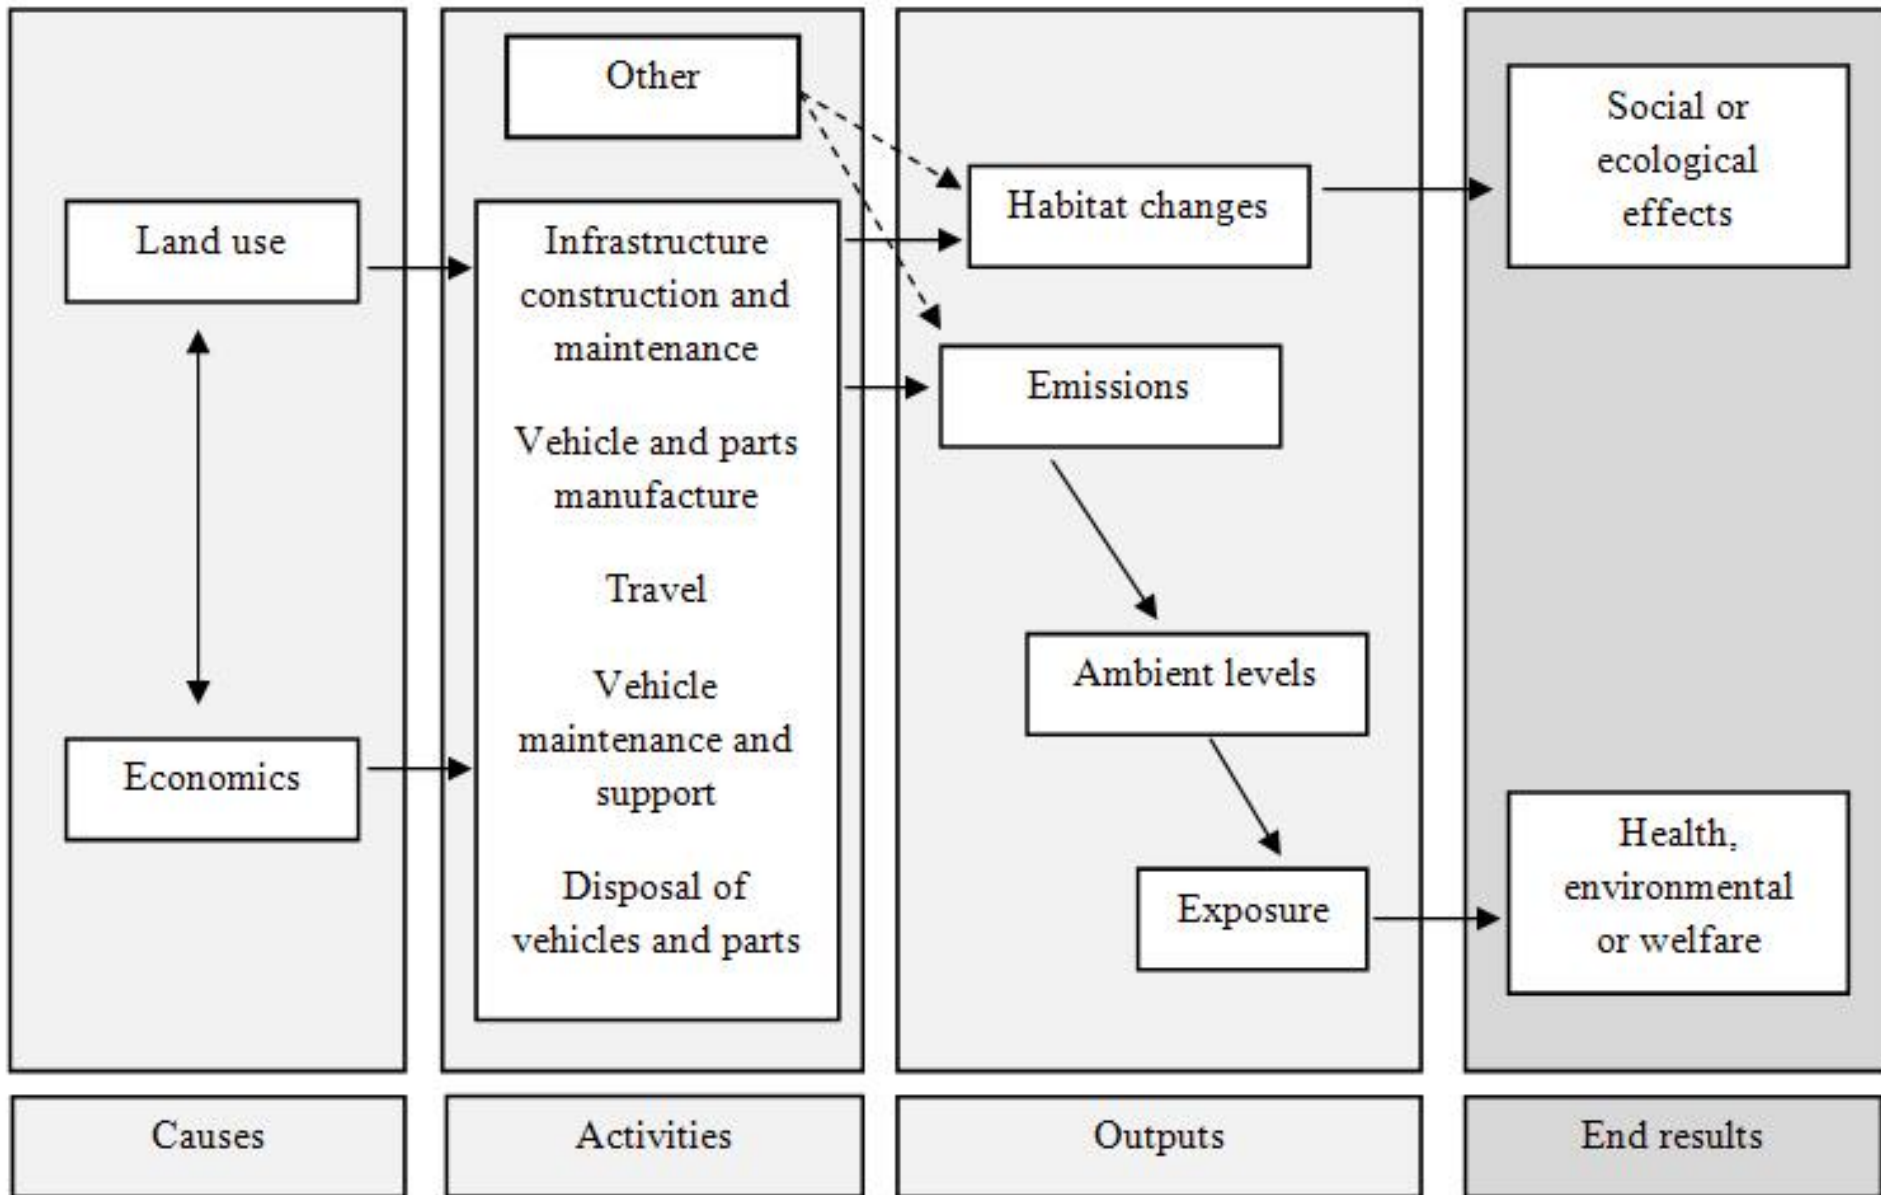 Land use
Economics
Other
Infrastructure
construction and
maintenance
Vehicle and parts
manufacture
Travel
Vehicle
maintenance and
support
Disposal of
vehicles and parts
Habitat changes
Emissions
Ambient levels
Exposure
Social or
ecological
effects
Health,
environmental
or welfare
Causes
Activities
Outputs
End results